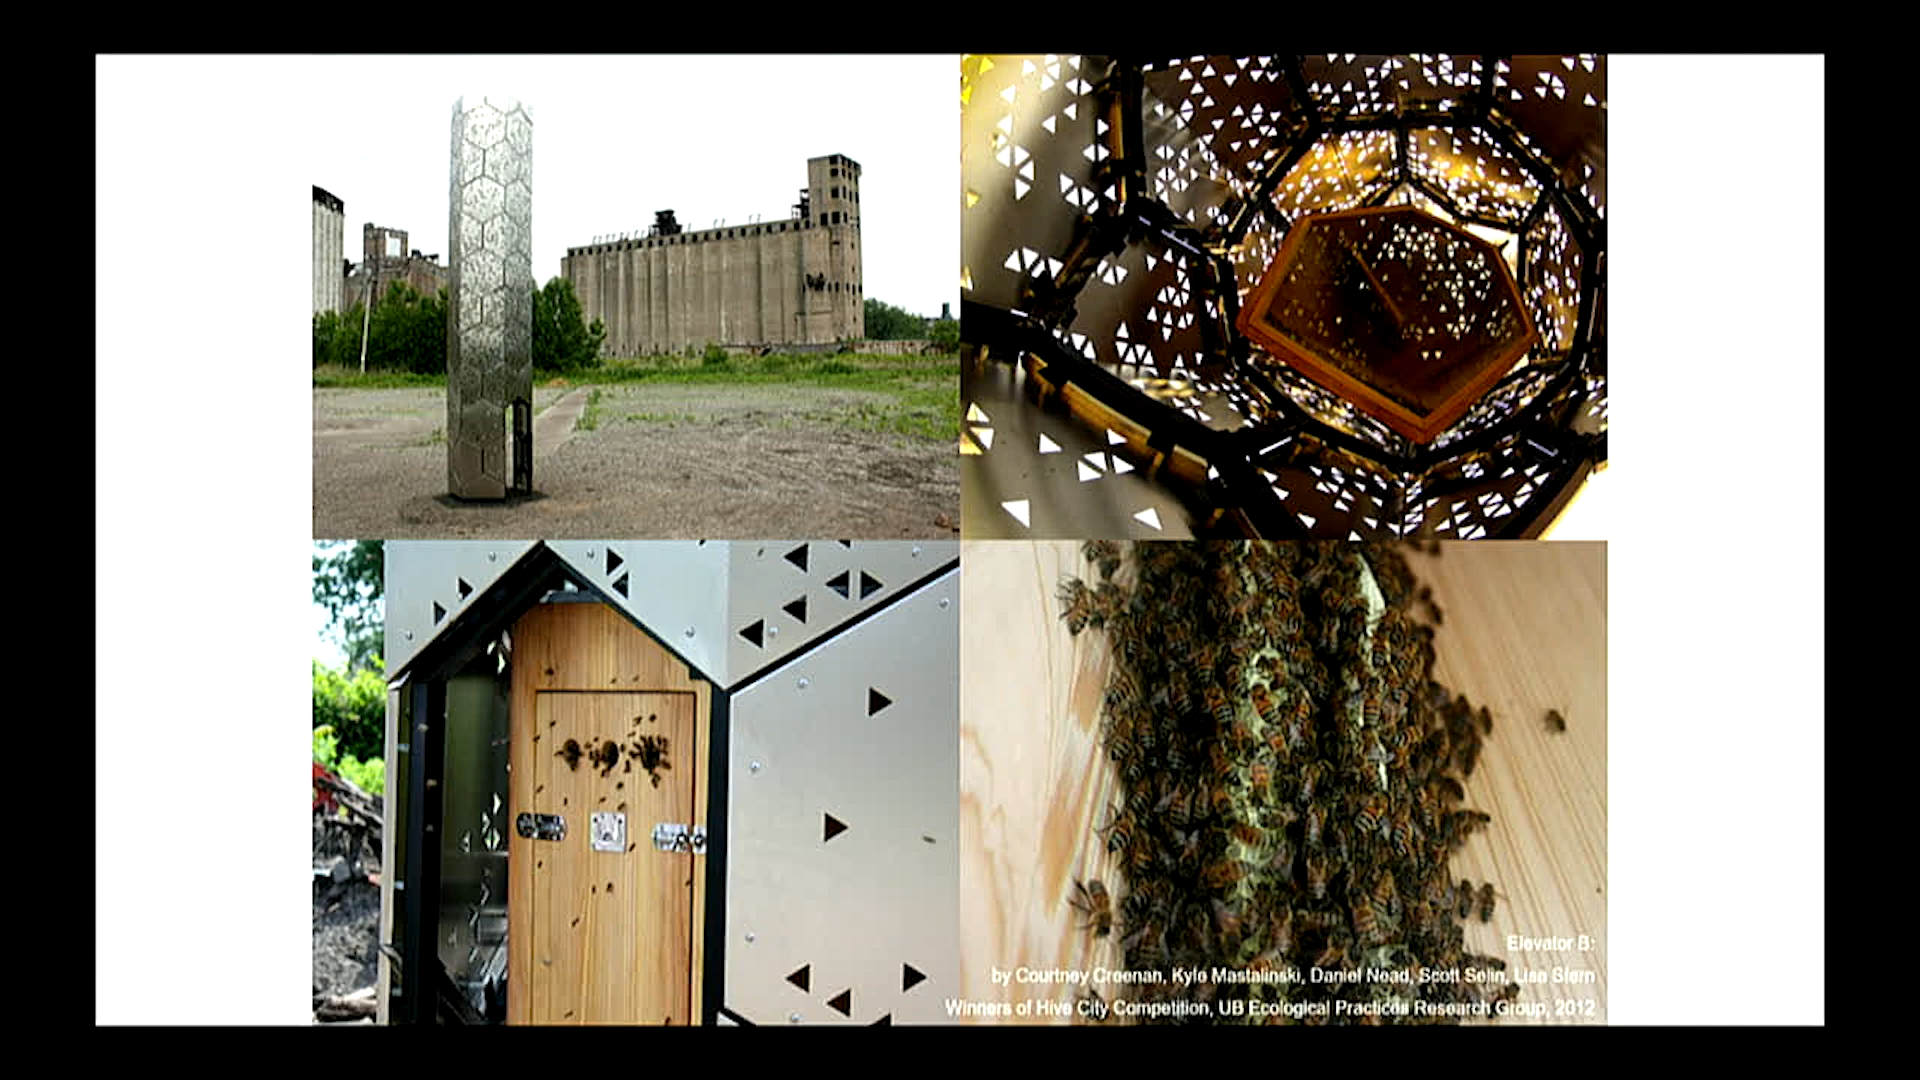 Elevator B:
by Courtney Creenan, Kyle Mastalinski, Daniel Nead, Scott Selin, Lisa Stern
Winners of Hive City Competition, UB Ecological Practices Research Group, 2012